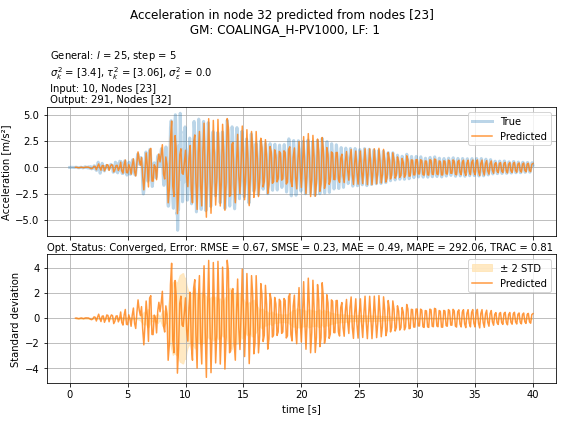 Acceleration in node 32 predicted from nodes [23]
GM: COALINGA_H-PV1000, LF: 1
General: l = 25, step = 5
σ²ₖ = [3.4], τ²ₖ = [3.06], σ²ε = 0.0
Input: 10, Nodes [23]
Output: 291, Nodes [32]
Acceleration [m/s²]
5.0
2.5
0.0
−2.5
−5.0
True
Predicted
Opt. Status: Converged, Error: RMSE = 0.67, SMSE = 0.23, MAE = 0.49, MAPE = 292.06, TRAC = 0.81
Standard deviation
4
2
0
−2
−4
± 2 STD
Predicted
0 5 10 15 20 25 30 35 40
time [s]